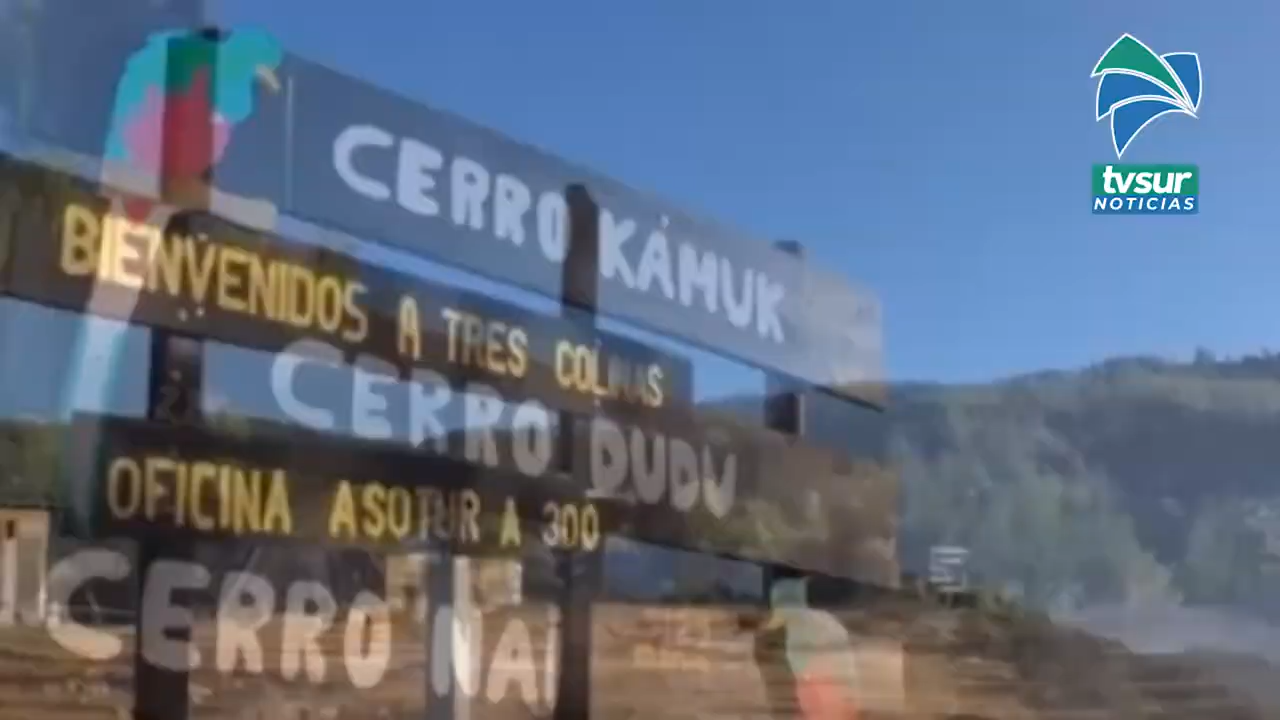 tvsur
NOTICIAS
CERRO KÁMUK
BIENVENIDOS A TRES COLINAS
CERRO DUDU
OFICINA ASOTUR A 300
CERRO NAI